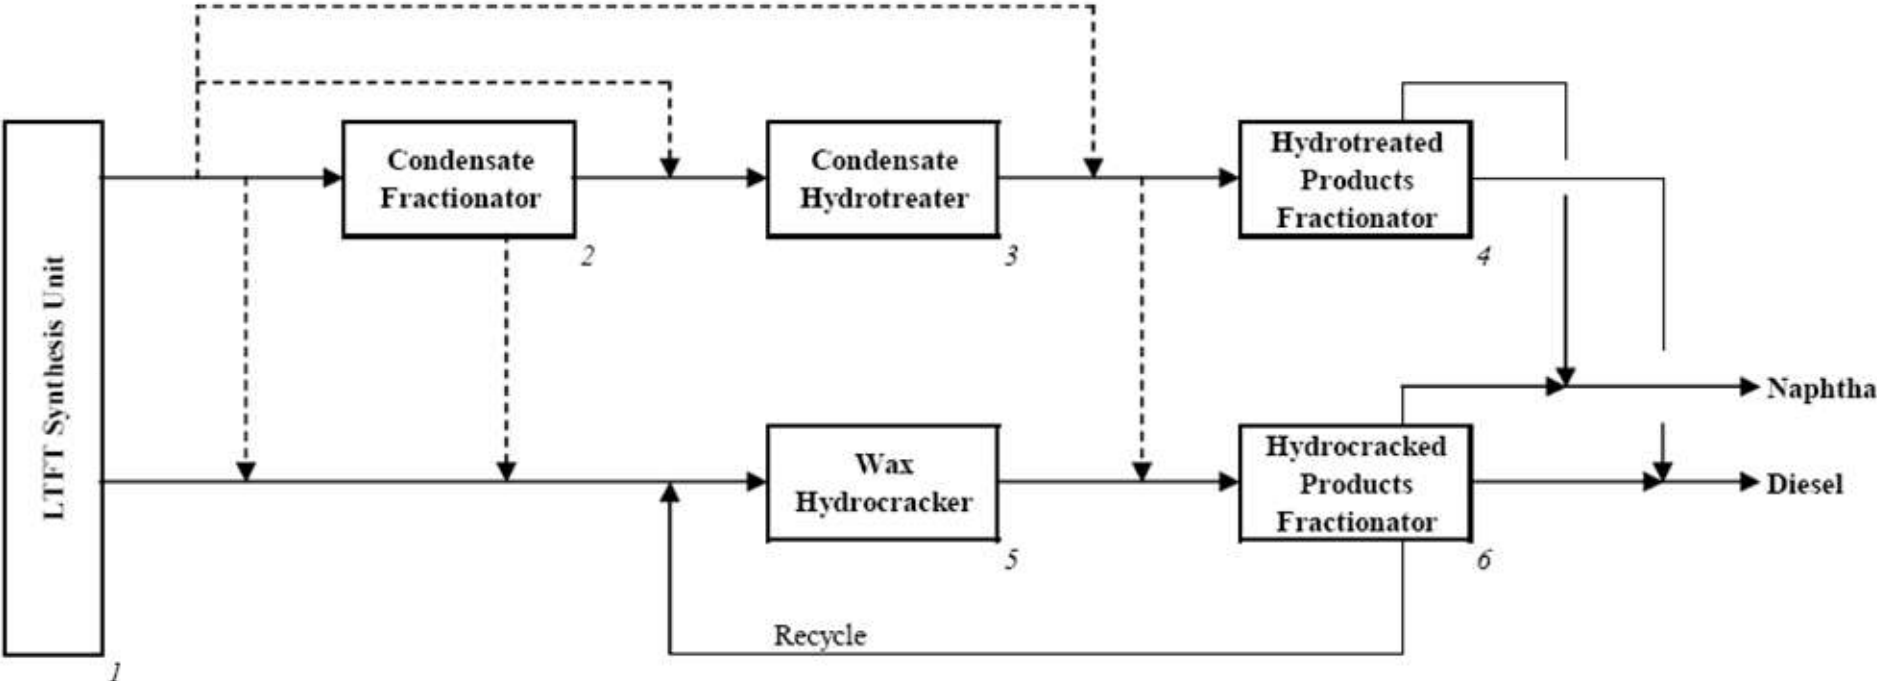 LTFT Synthesis Unit
1
Condensate
Fractionator
2
Condensate
Hydrotreater
3
Hydrotreated
Products
Fractionator
4
Naphtha
Wax
Hydrocracker
5
Hydrocracked
Products
Fractionator
6
Diesel
Recycle